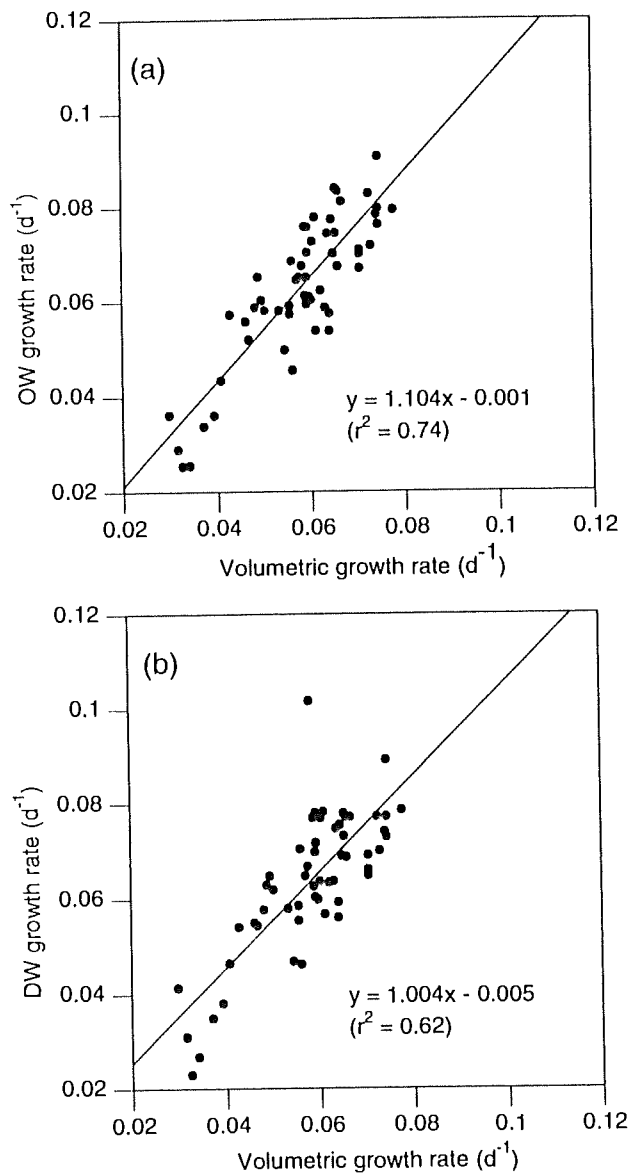 0.12
(a)
0.1
0.08
0.06
0.04
0.02
OW growth rate (d⁻¹)
y = 1.104x - 0.001
(r² = 0.74)
0.02 0.04 0.06 0.08 0.1 0.12
Volumetric growth rate (d⁻¹)
0.12
(b)
0.1
0.08
0.06
0.04
0.02
DW growth rate (d⁻¹)
y = 1.004x - 0.005
(r² = 0.62)
0.02 0.04 0.06 0.08 0.1 0.12
Volumetric growth rate (d⁻¹)